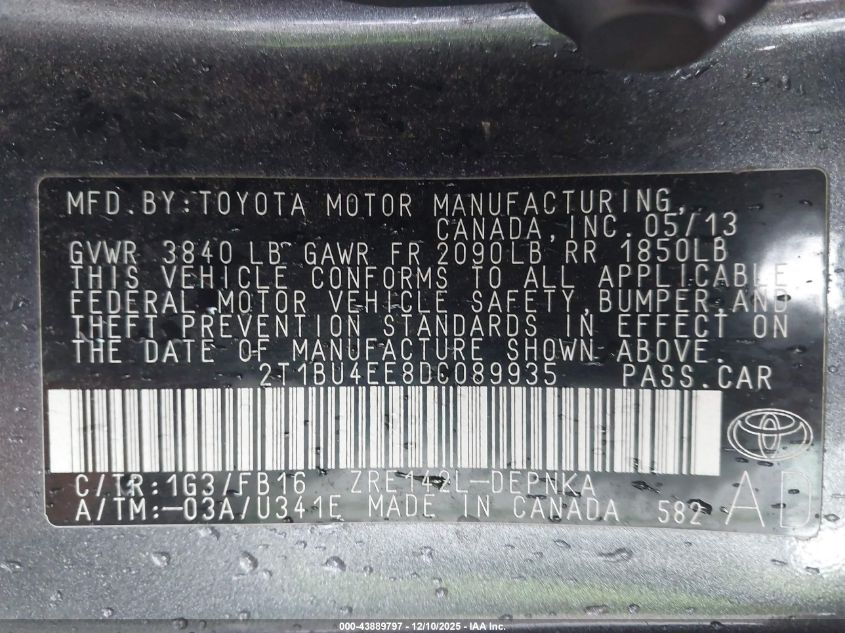 MFD.BY:TOYOTA MOTOR MANUFACTURING,
CANADA, INC. 05/13
GVWR 3840 LB GAWR FR 2090LB RR 1850LB
THIS VEHICLE CONFORMS TO ALL APPLICABLE
FEDERAL MOTOR VEHICLE SAFETY, BUMPER, AND
THEFT PREVENTION STANDARDS IN EFFECT ON
THE DATE OF MANUFACTURE SHOWN ABOVE.
2T1BU4EE8DC089935 PASS.CAR
C/TR:1G3/FB16 ZRE142L-DEPNKA
A/TM:-03A/U341E MADE IN CANADA 582 AD
000-43889797 - 12/10/2025 - IAA Inc.